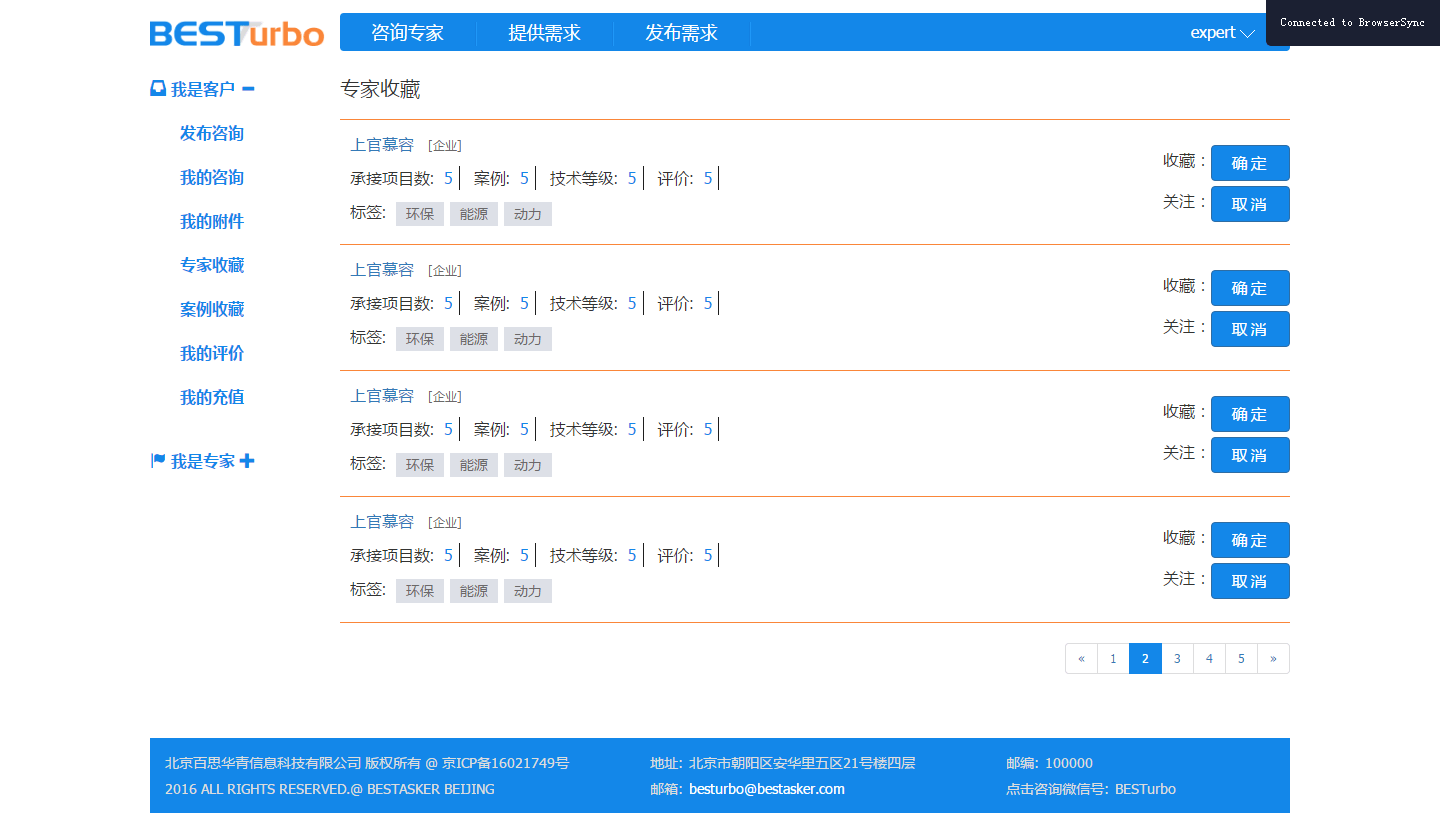 BESTurbo
咨询专家 提供需求 发布需求 expert
Connected to BrowserSync
我是客户
发布咨询
我的咨询
我的附件
专家收藏
案例收藏
我的评价
我的充值
我是专家
专家收藏
上官慕容 [企业]
承接项目数: 5 案例: 5 技术等级: 5 评价: 5
标签: 环保 能源 动力
收藏： 确定
关注： 取消
上官慕容 [企业]
承接项目数: 5 案例: 5 技术等级: 5 评价: 5
标签: 环保 能源 动力
收藏： 确定
关注： 取消
上官慕容 [企业]
承接项目数: 5 案例: 5 技术等级: 5 评价: 5
标签: 环保 能源 动力
收藏： 确定
关注： 取消
上官慕容 [企业]
承接项目数: 5 案例: 5 技术等级: 5 评价: 5
标签: 环保 能源 动力
收藏： 确定
关注： 取消
« 1 2 3 4 5 »
北京百思华青信息科技有限公司 版权所有 @ 京ICP备16021749号
2016 ALL RIGHTS RESERVED.@ BESTASKER BEIJING
地址: 北京市朝阳区安华里五区21号楼四层
邮箱: besturbo@bestasker.com
邮编: 100000
点击咨询微信号: BESTurbo